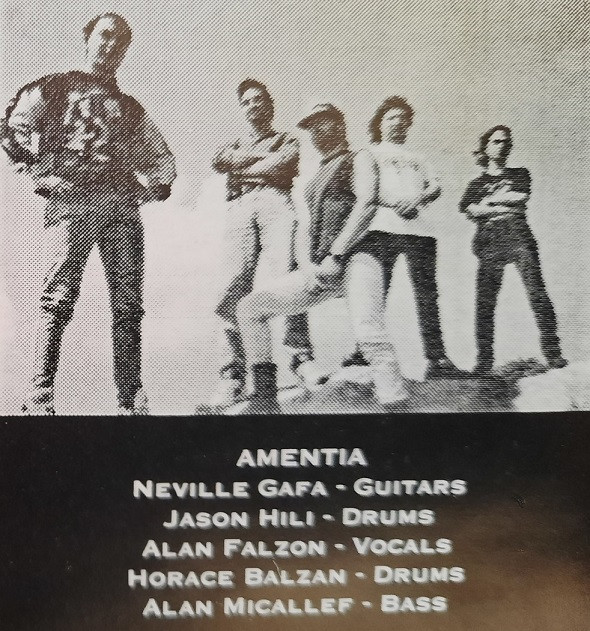 AMENTIA
NEVILLE GAFA - GUITARS
JASON HILI - DRUMS
ALAN FALZON - VOCALS
HORACE BALZAN - DRUMS
ALAN MICALLEF - BASS